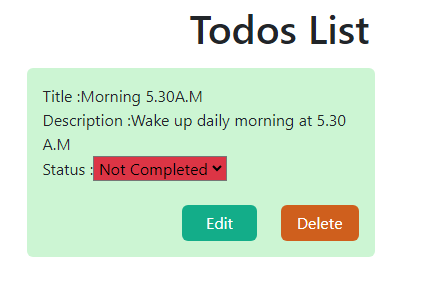 Todos List
Title :Morning 5.30A.M
Description :Wake up daily morning at 5.30
A.M
Status :Not Completed
Edit Delete